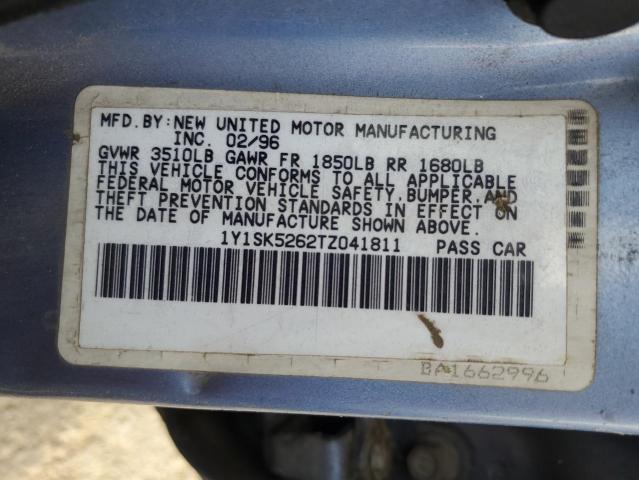 MFD.BY:NEW UNITED MOTOR MANUFACTURING
INC. 02/96
GVWR 3510LB GAWR FR 1850LB RR 1680LB
THIS VEHICLE CONFORMS TO ALL APPLICABLE
FEDERAL MOTOR VEHICLE SAFETY,BUMPER,AND
THEFT PREVENTION STANDARDS IN EFFECT ON
THE DATE OF MANUFACTURE SHOWN ABOVE.
1Y1SK5262TZ041811 PASS CAR
BA1662996